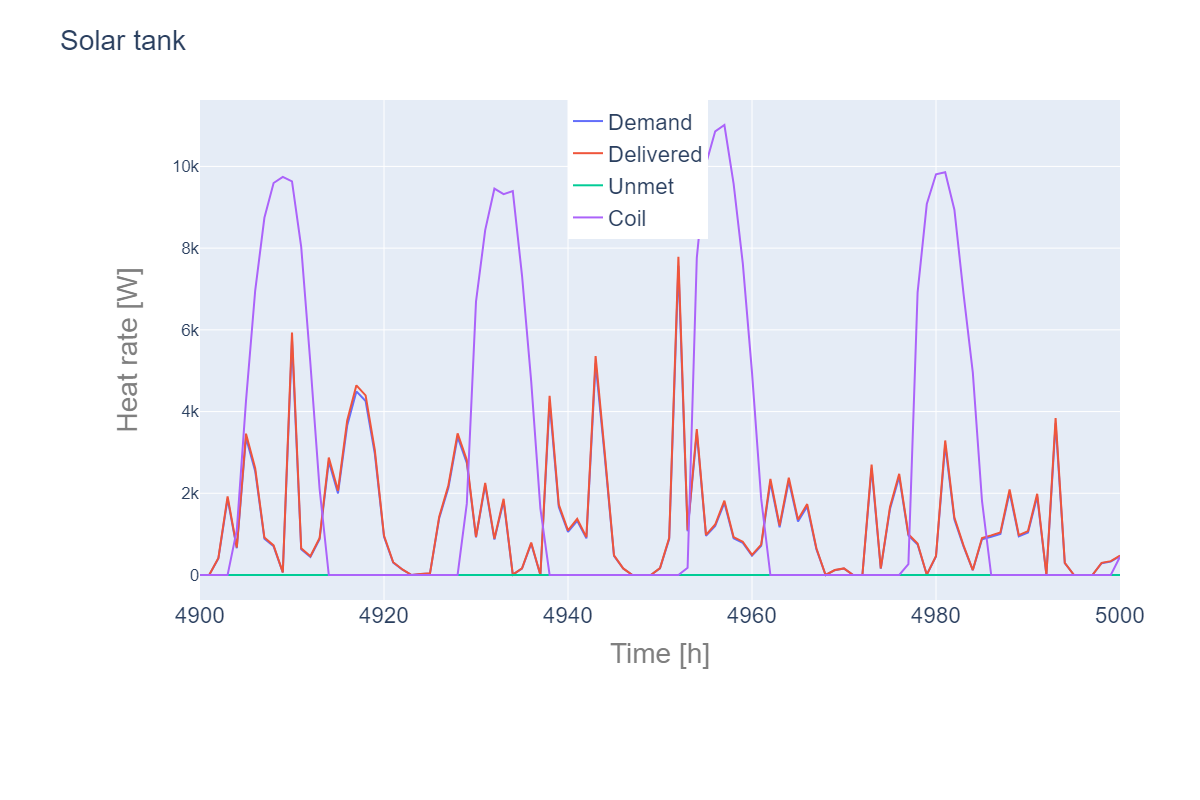 Solar tank
Demand
Delivered
Unmet
Coil
10k
8k
6k
4k
2k
0
Heat rate [W]
4900 4920 4940 4960 4980 5000
Time [h]